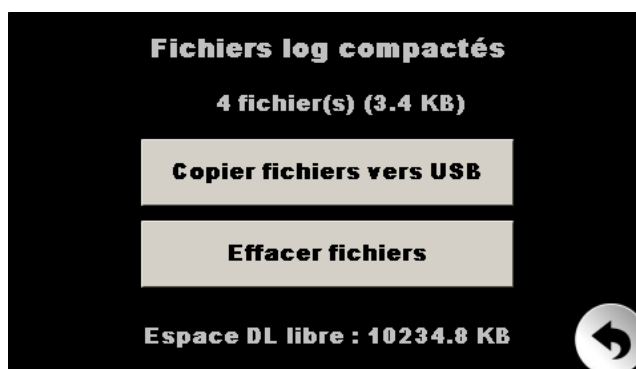 Fichiers log compactés
4 fichier(s) (3.4 KB)
Copier fichiers vers USB
Effacer fichiers
Espace DL libre : 10234.8 KB